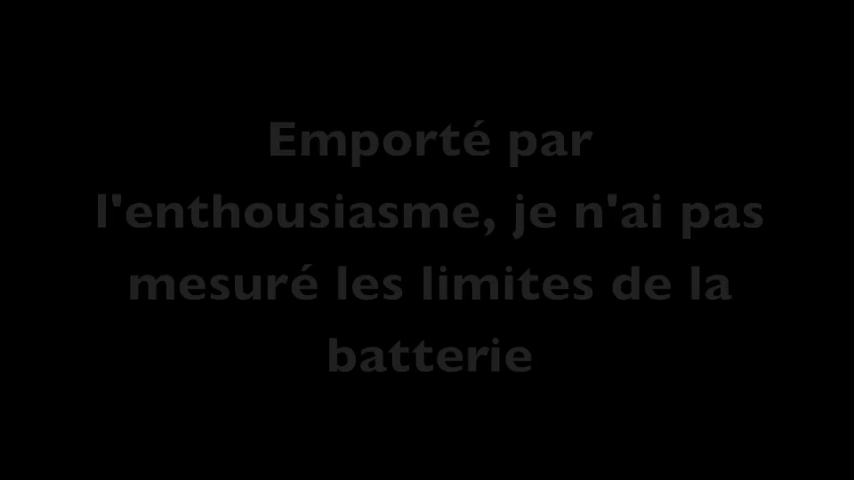 Emporté par
l'enthousiasme, je n'ai pas
mesuré les limites de la
batterie